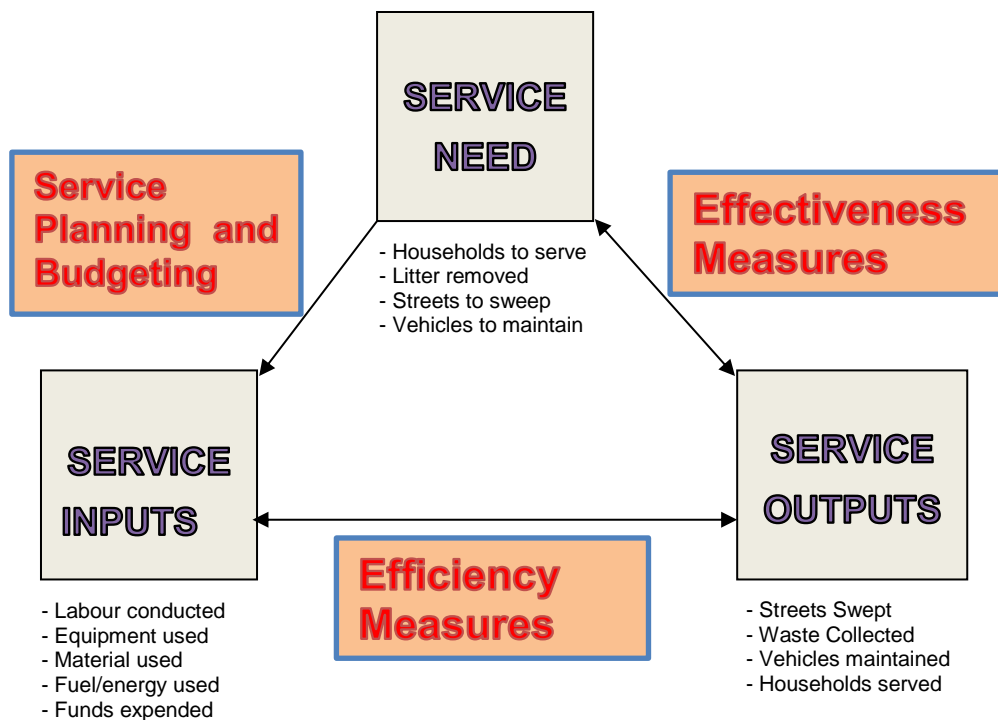 SERVICE
NEED
Service
Planning and
Budgeting
Effectiveness
Measures
- Households to serve
- Litter removed
- Streets to sweep
- Vehicles to maintain
SERVICE
INPUTS
SERVICE
OUTPUTS
Efficiency
Measures
- Labour conducted
- Equipment used
- Material used
- Fuel/energy used
- Funds expended
- Streets Swept
- Waste Collected
- Vehicles maintained
- Households served